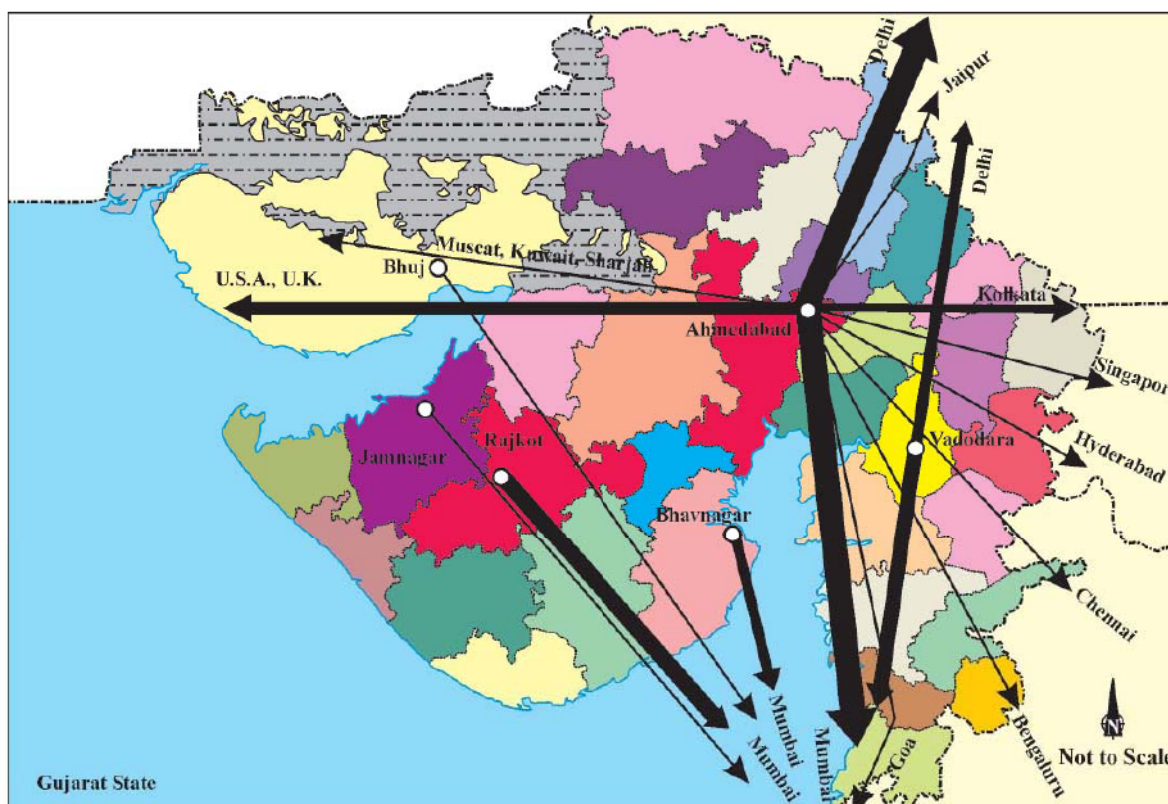 Delhi
Jaipur
Delhi
Muscat, Kuwait, Sharjah
Bhuj
U.S.A., U.K.
Kolkata
Ahmedabad
Singapor
Hyderabad
Vadodara
Rajkot
Jamnagar
Bhavnagar
Chennai
Bengaluru
Mumbai
Mumbai
Mumbai
Goa
N
Not to Scale
Gujarat State